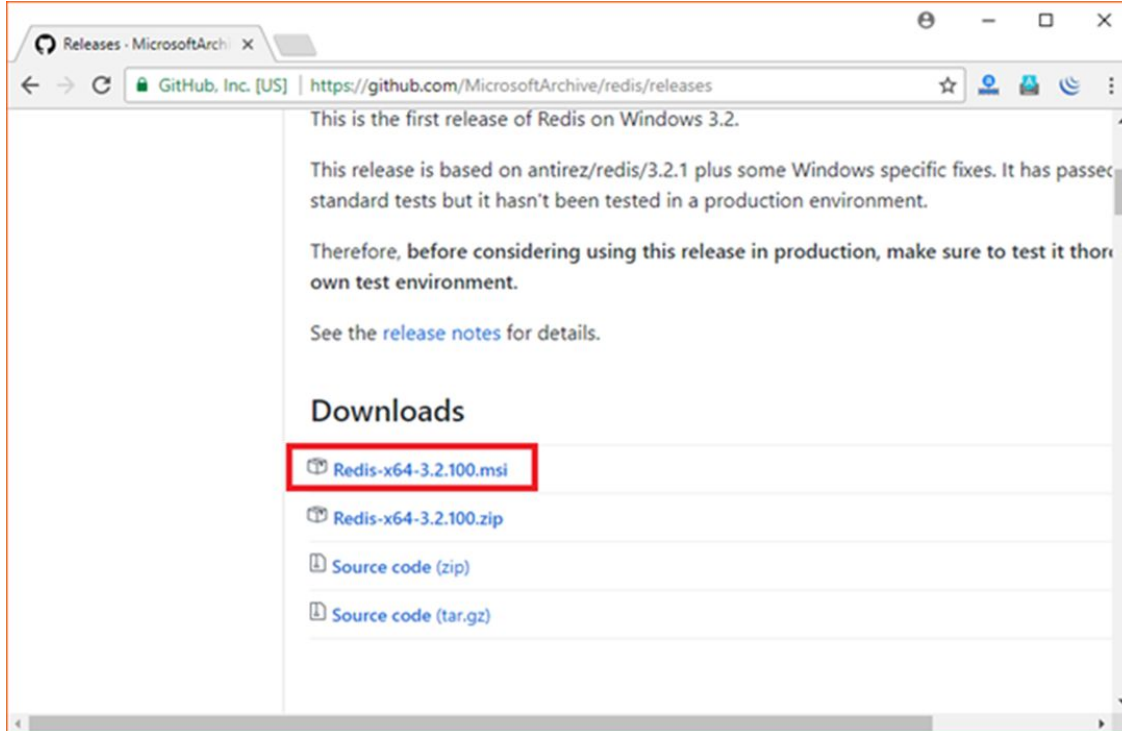 Releases · MicrosoftArchi
GitHub, Inc. [US] | https://github.com/MicrosoftArchive/redis/releases
This is the first release of Redis on Windows 3.2.
This release is based on antirez/redis/3.2.1 plus some Windows specific fixes. It has passed
standard tests but it hasn't been tested in a production environment.
Therefore, before considering using this release in production, make sure to test it thoro
own test environment.
See the release notes for details.
Downloads
Redis-x64-3.2.100.msi
Redis-x64-3.2.100.zip
Source code (zip)
Source code (tar.gz)